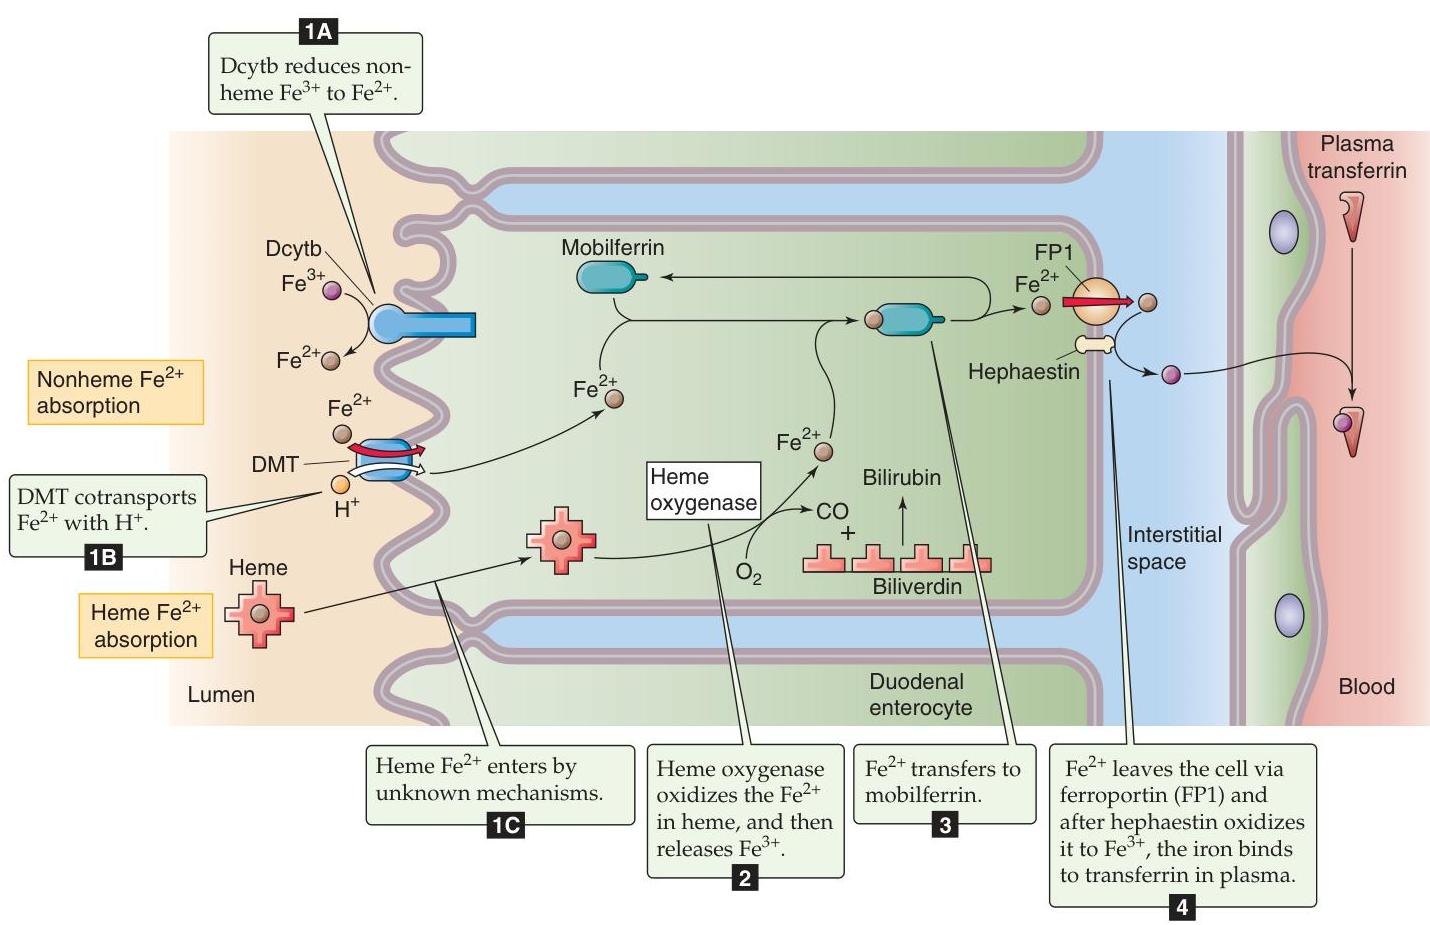 1A
Dcytb reduces non-
heme Fe³⁺ to Fe²⁺.
Plasma
transferrin
Dcytb
Fe³⁺
Fe²⁺
Mobilferrin
FP1
Fe²⁺
Hephaestin
Nonheme Fe²⁺
absorption
Fe²⁺
DMT
H⁺
Fe²⁺
DMT cotransports
Fe²⁺ with H⁺.
1B
Fe²⁺
Heme
oxygenase
Bilirubin
CO
+
O₂
Biliverdin
Interstitial
space
Heme
Heme Fe²⁺
absorption
Lumen
Duodenal
enterocyte
Blood
Heme Fe²⁺ enters by
unknown mechanisms.
1C
Heme oxygenase
oxidizes the Fe²⁺
in heme, and then
releases Fe³⁺.
2
Fe²⁺ transfers to
mobilferrin.
3
Fe²⁺ leaves the cell via
ferroportin (FP1) and
after hephaestin oxidizes
it to Fe³⁺, the iron binds
to transferrin in plasma.
4